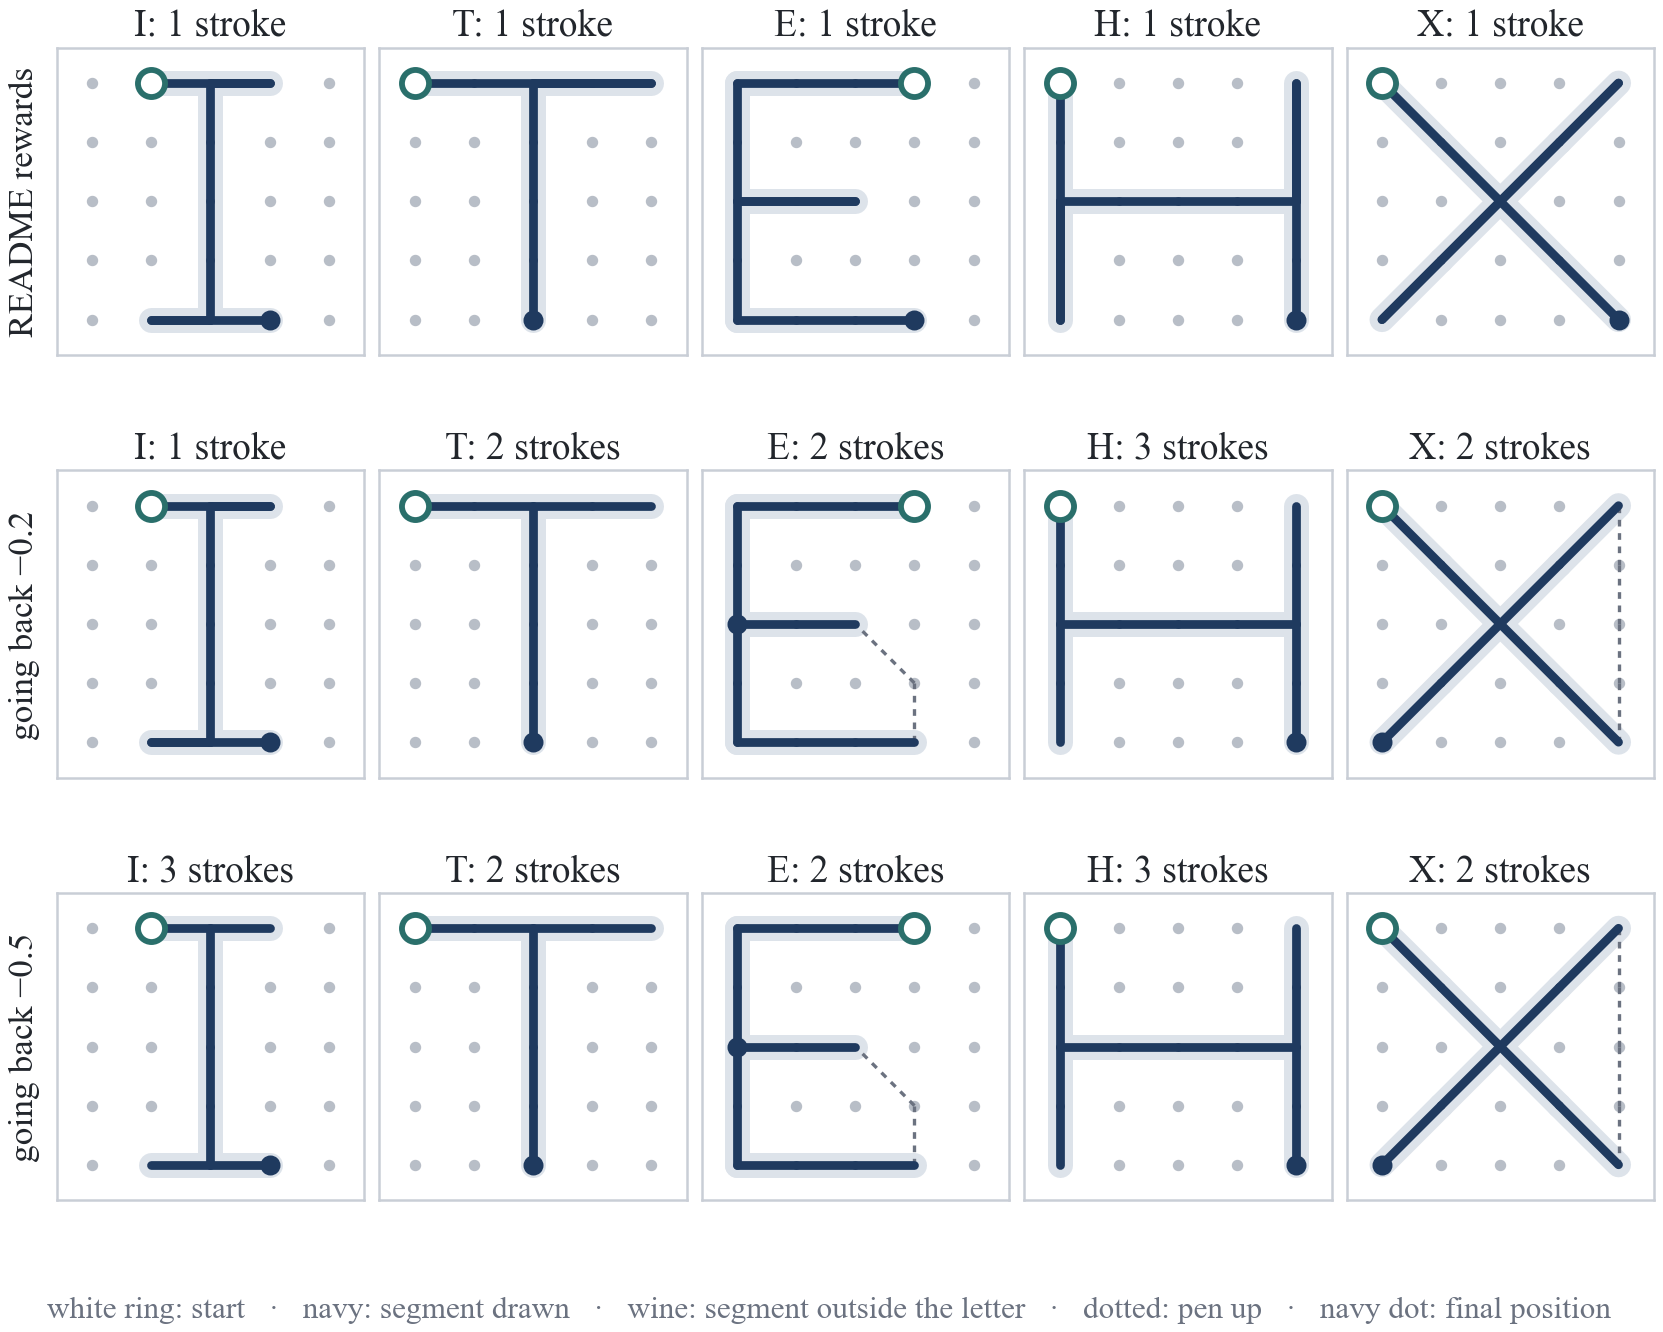 I: 1 stroke
T: 1 stroke
E: 1 stroke
H: 1 stroke
X: 1 stroke
README rewards
I: 1 stroke
T: 2 strokes
E: 2 strokes
H: 3 strokes
X: 2 strokes
going back −0.2
I: 3 strokes
T: 2 strokes
E: 2 strokes
H: 3 strokes
X: 2 strokes
going back −0.5
white ring: start · navy: segment drawn · wine: segment outside the letter · dotted: pen up · navy dot: final position